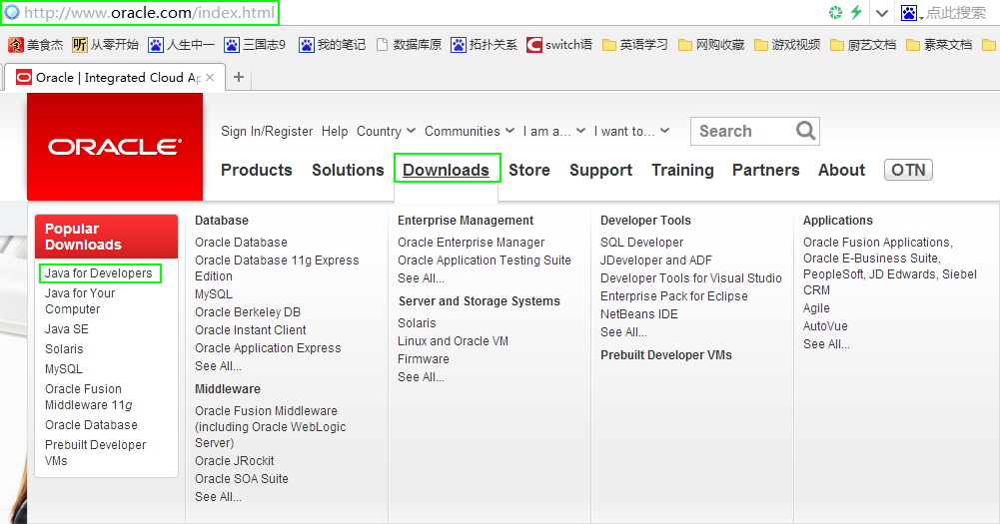 http://www.oracle.com/index.html
点此搜索
美食杰 从零开始 人生中一 三国志9 我的笔记 数据库原 拓扑关系 switch语 英语学习 网购收藏 游戏视频 厨艺文档 素菜文档
Oracle | Integrated Cloud Ap
ORACLE
Sign In/Register Help Country Communities I am a... I want to... Search
Products Solutions Downloads Store Support Training Partners About OTN
Popular
Downloads
Java for Developers
Java for Your
Computer
Java SE
Solaris
MySQL
Oracle Fusion
Middleware 11g
Oracle Database
Prebuilt Developer
VMs
Database
Oracle Database
Oracle Database 11g Express
Edition
MySQL
Oracle Berkeley DB
Oracle Instant Client
Oracle Application Express
See All...
Middleware
Oracle Fusion Middleware
(including Oracle WebLogic
Server)
Oracle JRockit
Oracle SOA Suite
See All...
Enterprise Management
Oracle Enterprise Manager
Oracle Application Testing Suite
See All...
Server and Storage Systems
Solaris
Linux and Oracle VM
Firmware
See All...
Developer Tools
SQL Developer
JDeveloper and ADF
Developer Tools for Visual Studio
Enterprise Pack for Eclipse
NetBeans IDE
See All...
Prebuilt Developer VMs
Applications
Oracle Fusion Applications,
Oracle E-Business Suite,
PeopleSoft, JD Edwards, Siebel
CRM
Agile
AutoVue
See All...